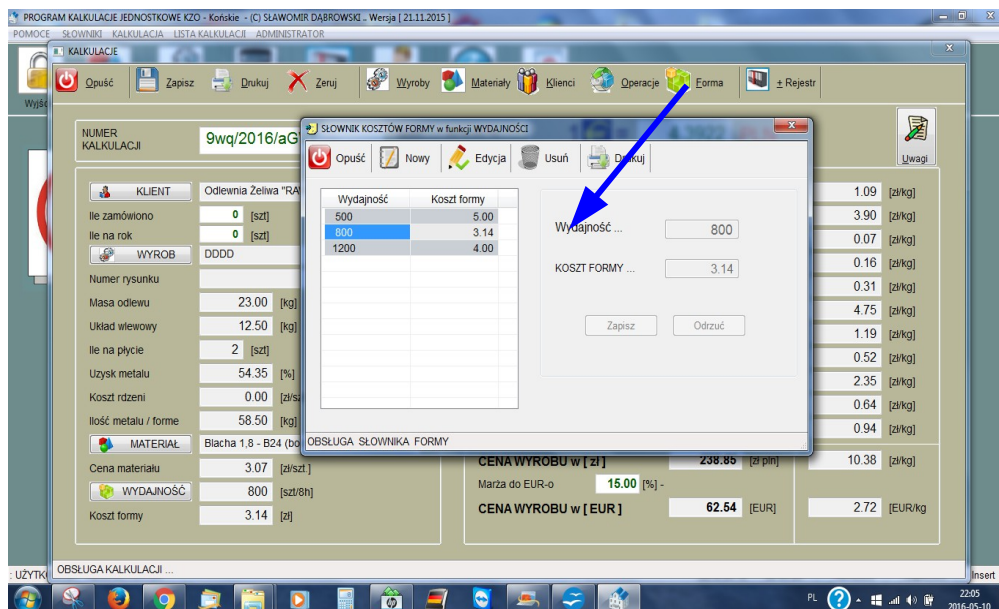 PROGRAM KALKULACJE JEDNOSTKOWE KZO - Końskie - (C) SŁAWOMIR DĄBROWSKI .. Wersja [ 21.11.2015 ]
POMOCE SŁOWNIKI KALKULACJA LISTA KALKULACJI ADMINISTRATOR
KALKULACJE
Opuść Zapisz Drukuj Zeruj Wyroby Materiały Klienci Operacje Forma + Rejestr
NUMER
KALKULACJI
9wq/2016/aG
Uwagi
SŁOWNIK KOSZTÓW FORMY w funkcji WYDAJNOŚCI
Opuść Nowy Edycja Usuń Drukuj
Wydajność Koszt formy
500 5.00
800 3.14
1200 4.00
Wydajność ... 800
KOSZT FORMY ... 3.14
Zapisz Odrzuć
OBSŁUGA SŁOWNIKA FORMY
KLIENT Odlewnia Żeliwa
Ile zamówiono 0 [szt]
Ile na rok 0 [szt]
WYROB DDDD
Numer rysunku
Masa odlewu 23.00 [kg]
Układ wlewowy 12.50 [kg]
Ile na płycie 2 [szt]
Uzysk metalu 54.35 [%]
Koszt rdzeni 0.00
Ilość metalu / forme 58.50 [kg]
MATERIAŁ Blacha 1,8 - B24
Cena materiału 3.07 [zł/szt.]
WYDAJNOŚĆ 800 [szt/8h]
Koszt formy 3.14 [zł]
1.09 [zł/kg]
3.90 [zł/kg]
0.07 [zł/kg]
0.16 [zł/kg]
0.31 [zł/kg]
4.75 [zł/kg]
1.19 [zł/kg]
0.52 [zł/kg]
2.35 [zł/kg]
0.64 [zł/kg]
0.94 [zł/kg]
CENA WYROBU w [ zł ] 238.85 [zł pln] 10.38 [zł/kg]
Marża do EUR-o 15.00 [%] -
CENA WYROBU w [ EUR ] 62.54 [EUR] 2.72 [EUR/kg
OBSŁUGA KALKULACJI ...
Insert
PL 22:05
2016-05-10